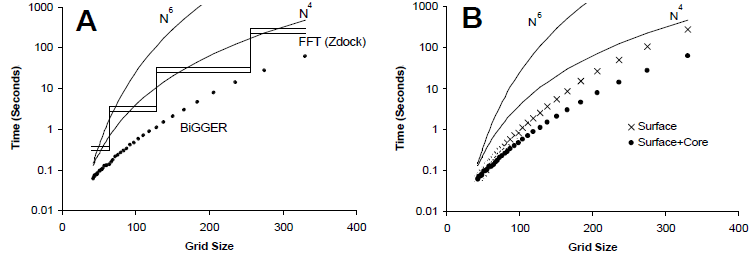 A
N6
N4
FFT (Zdock)
BiGGER
Time (Seconds)
1000
100
10
1
0.1
0.01
0
100
200
300
400
Grid Size
B
N6
N4
Surface
Surface+Core
Time (Seconds)
1000
100
10
1
0.1
0.01
0
100
200
300
400
Grid Size